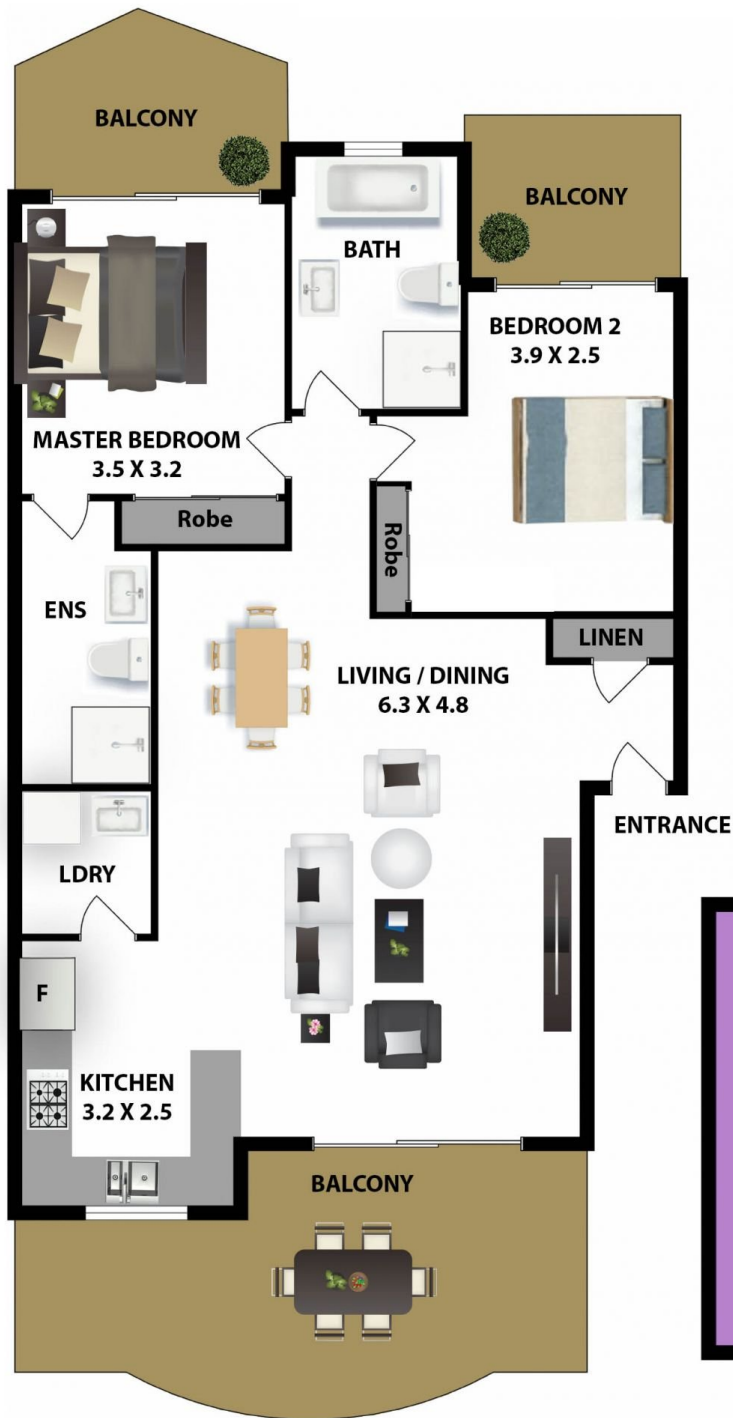 BALCONY
BALCONY
BATH
BEDROOM 2
3.9 X 2.5
MASTER BEDROOM
3.5 X 3.2
Robe
Robe
ENS
LINEN
LIVING / DINING
6.3 X 4.8
ENTRANCE
LDRY
F
KITCHEN
3.2 X 2.5
BALCONY